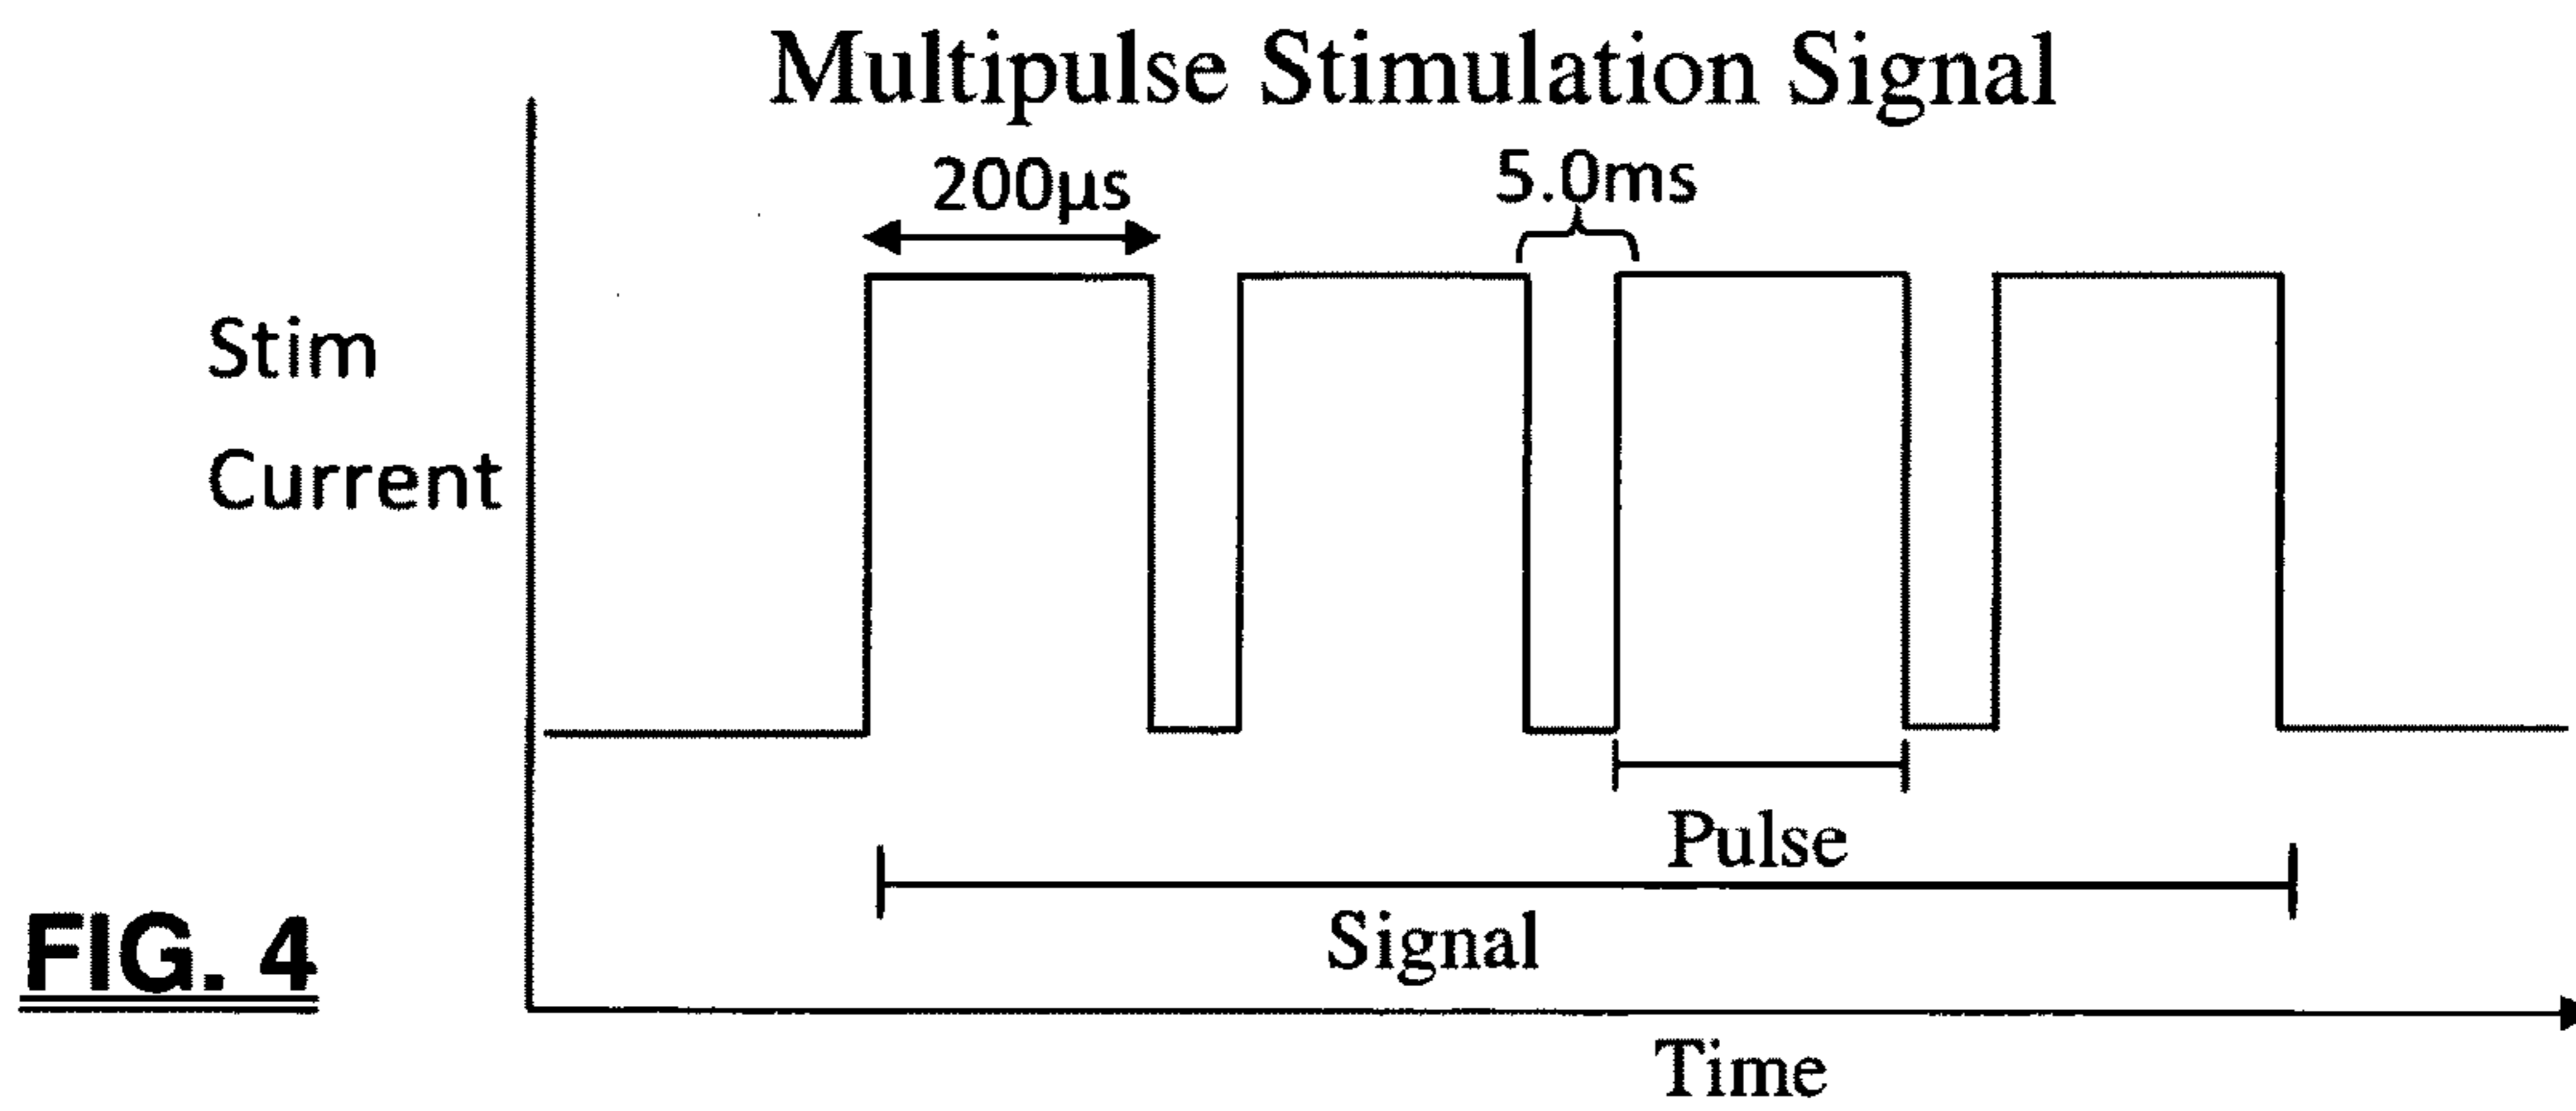 Multipulse Stimulation Signal
200µs
5.0ms
Stim
Current
Pulse
Signal
FIG. 4
Time